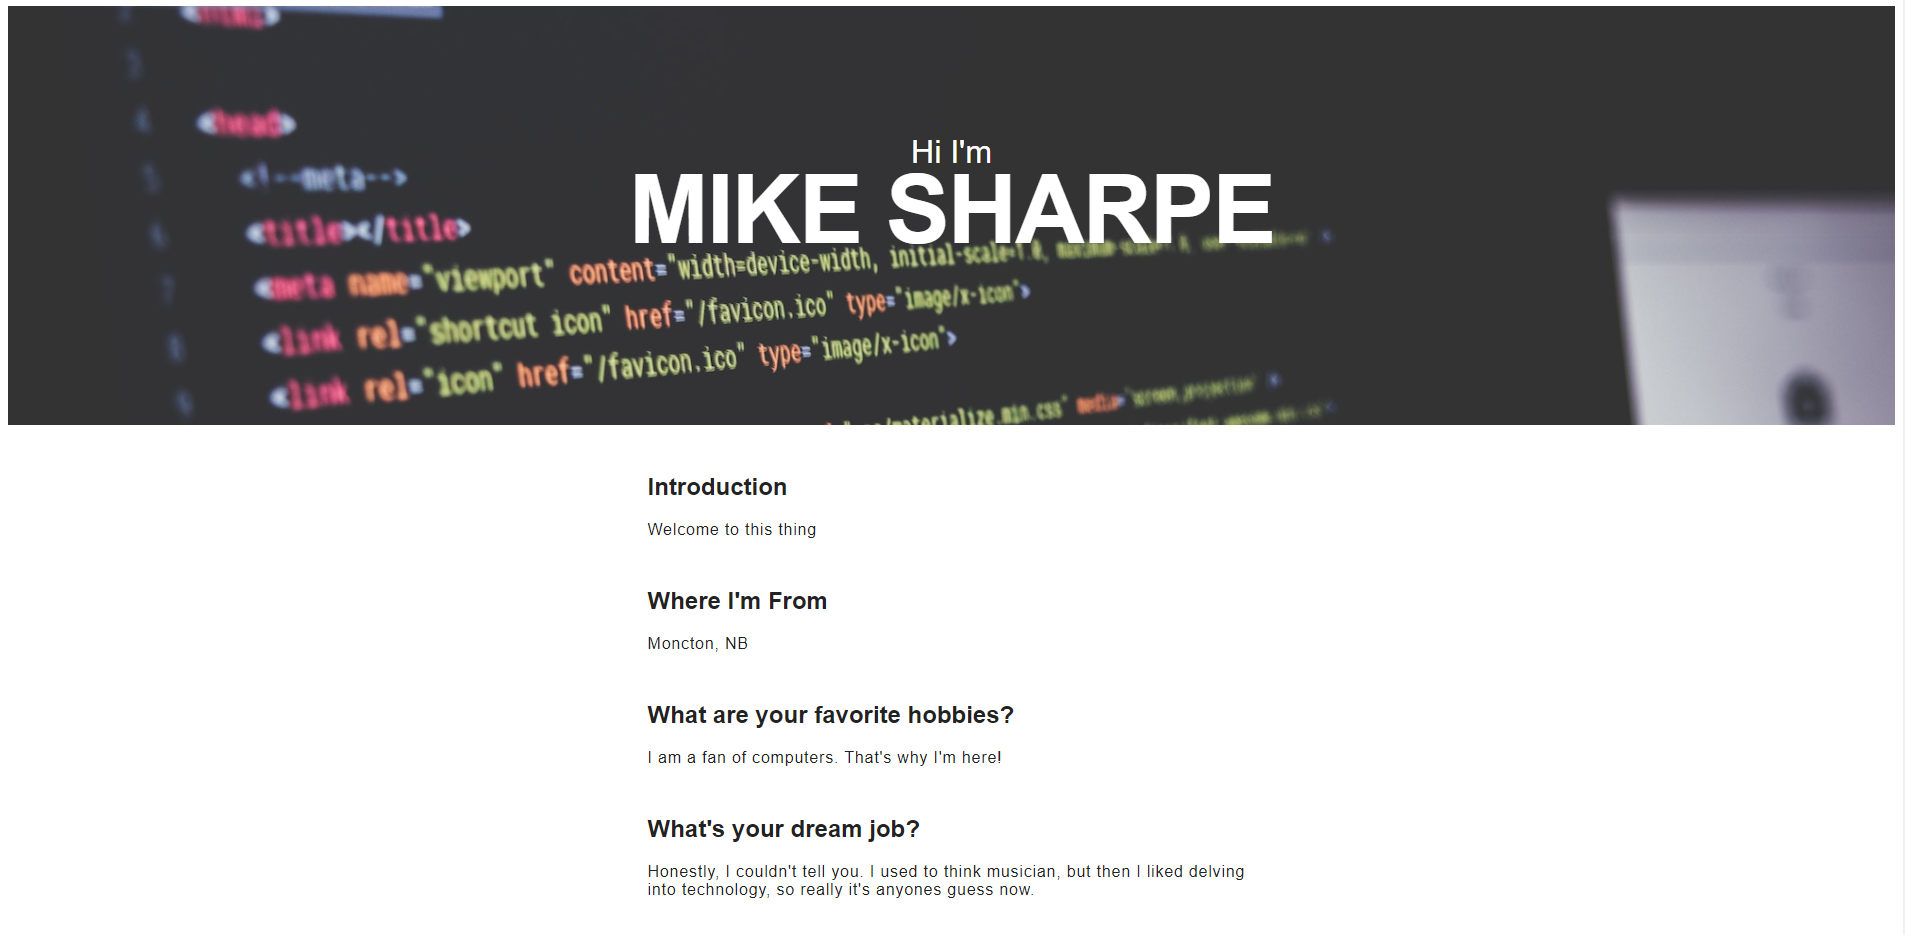 <head>
<!--meta-->
<title></title>
Hi I'm
MIKE SHARPE
<meta name="viewport" content="width=device-width, initial-scale=1.0,
<link rel="shortcut icon" href="/favicon.ico" type="image/x-icon">
<link rel="icon" href="/favicon.ico" type="image/x-icon">
/materialize.min.css" media="screen,projection"
Introduction
Welcome to this thing
Where I'm From
Moncton, NB
What are your favorite hobbies?
I am a fan of computers. That's why I'm here!
What's your dream job?
Honestly, I couldn't tell you. I used to think musician, but then I liked delving
into technology, so really it's anyones guess now.